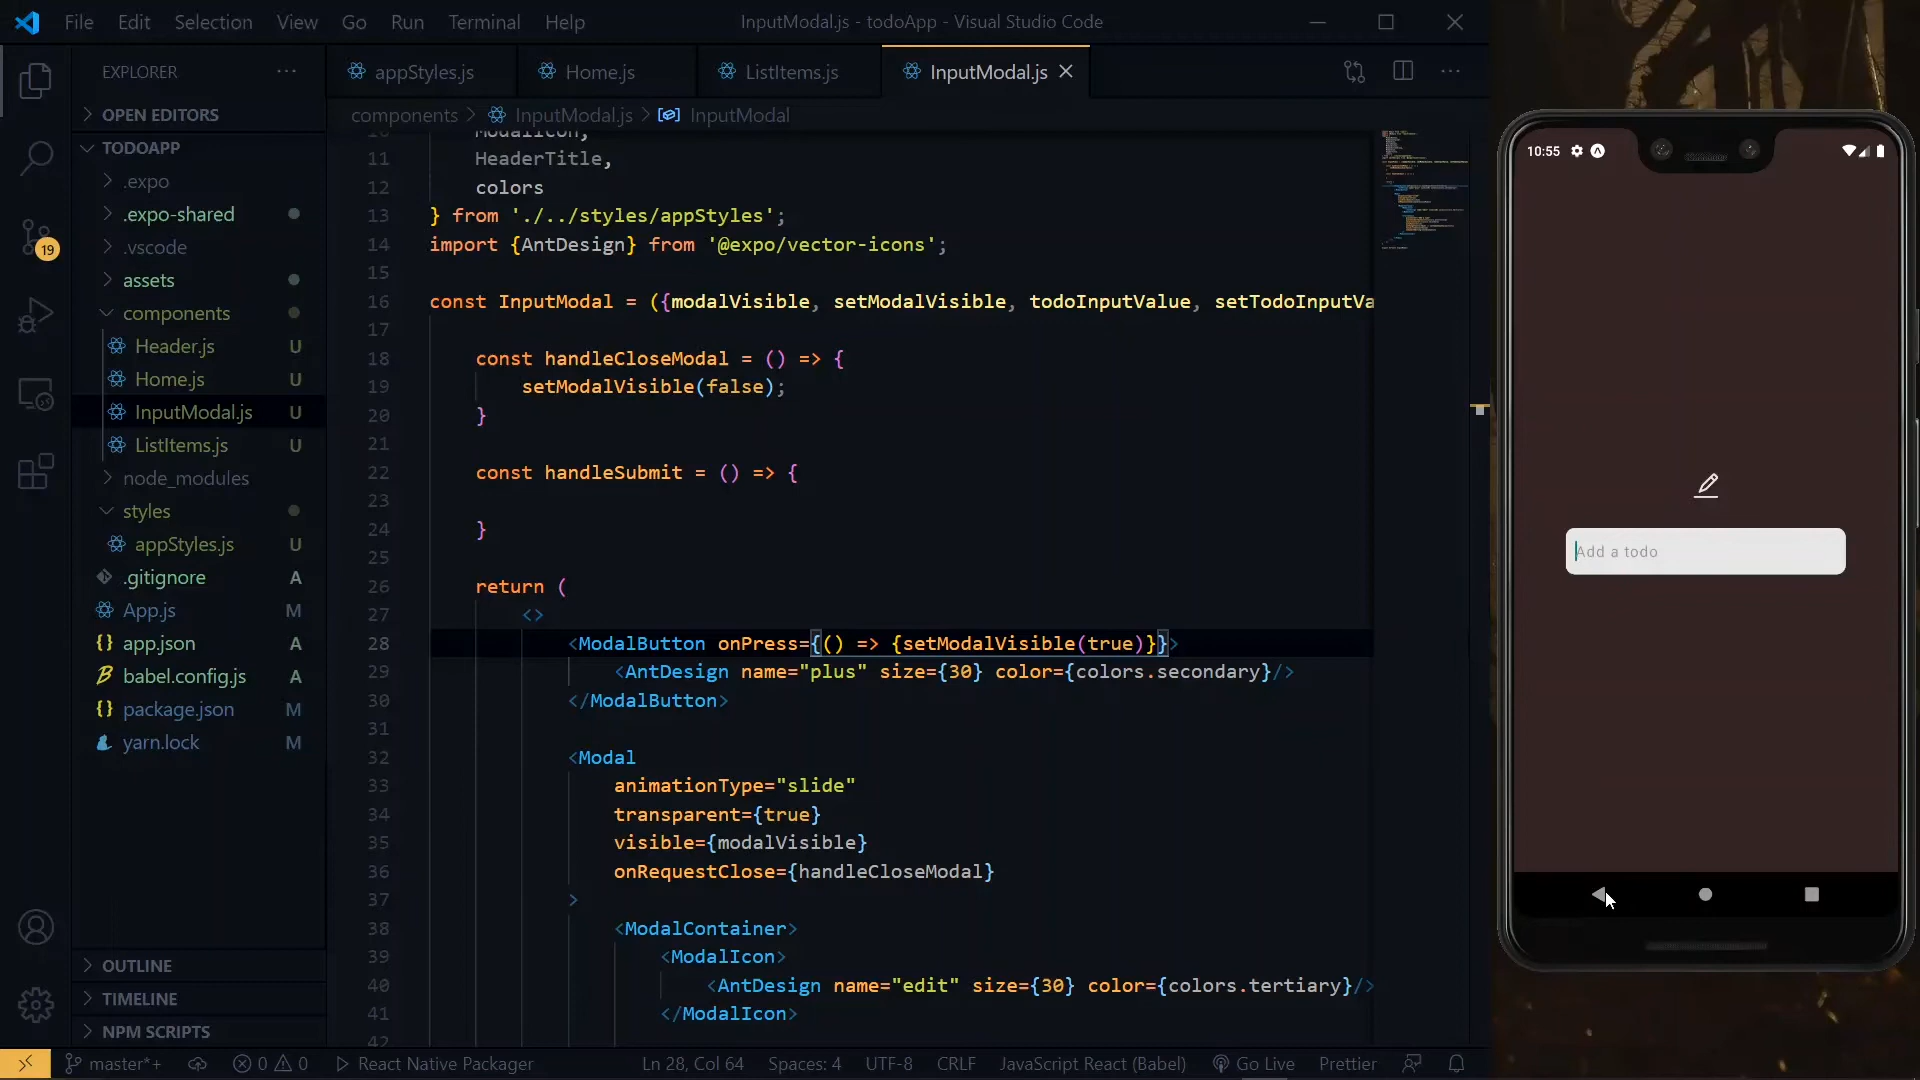 File Edit Selection View Go Run Terminal Help
InputModal.js - todoApp - Visual Studio Code
EXPLORER
OPEN EDITORS
TODOAPP
.expo
.expo-shared
.vscode
assets
components
Header.js U
Home.js U
InputModal.js U
ListItems.js U
node_modules
styles
appStyles.js U
.gitignore A
App.js M
app.json A
babel.config.js A
package.json M
yarn.lock M
OUTLINE
TIMELINE
NPM SCRIPTS
19
appStyles.js Home.js ListItems.js InputModal.js
components > InputModal.js > InputModal
10 ModalIcon,
11 HeaderTitle,
12 colors
13 } from './../styles/appStyles';
14 import {AntDesign} from '@expo/vector-icons';
15
16 const InputModal = ({modalVisible, setModalVisible, todoInputValue, setTodoInputVa
17
18 const handleCloseModal = () => {
19 setModalVisible(false);
20 }
21
22 const handleSubmit = () => {
23
24 }
25
26 return (
27 <>
28 <ModalButton onPress={() => {setModalVisible(true)}}>
29 <AntDesign name="plus" size={30} color={colors.secondary}/>
30 </ModalButton>
31
32 <Modal
33 animationType="slide"
34 transparent={true}
35 visible={modalVisible}
36 onRequestClose={handleCloseModal}
37 >
38 <ModalContainer>
39 <ModalIcon>
40 <AntDesign name="edit" size={30} color={colors.tertiary}/>
41 </ModalIcon>
42
10:55
Add a todo
master*+ 0 0 React Native Packager Ln 28, Col 64 Spaces: 4 UTF-8 CRLF JavaScript React (Babel) Go Live Prettier